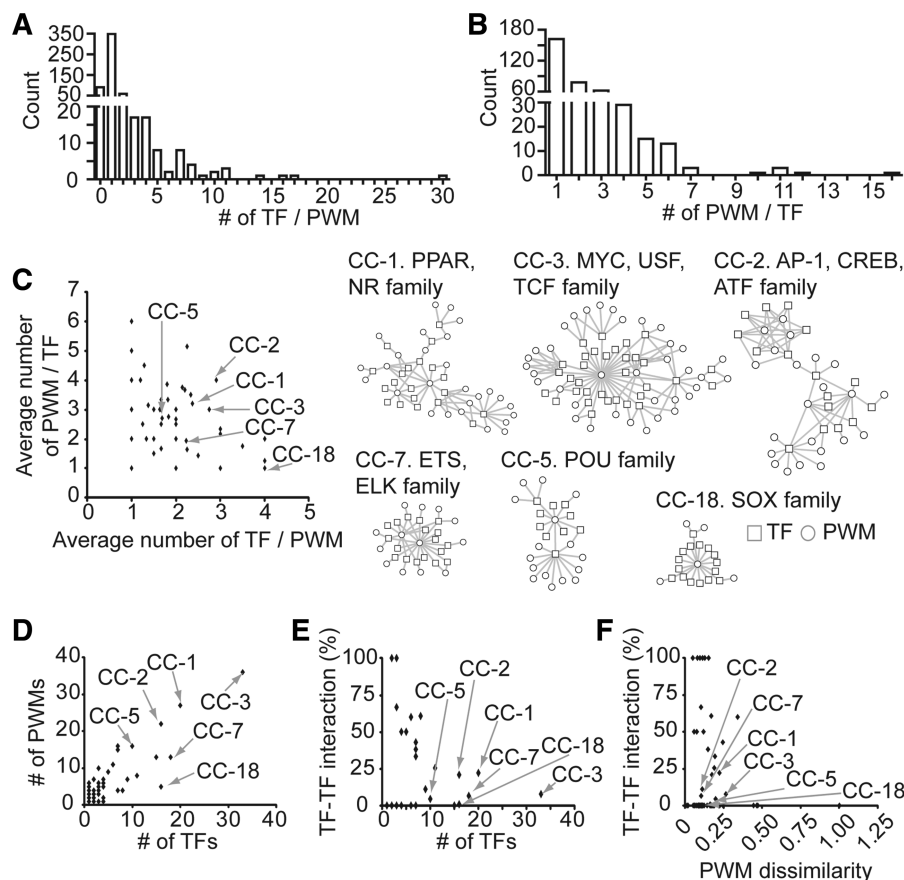 A
Count
350
250
150
50
20
10
0
0 5 10 15 20 25 30
# of TF / PWM
B
Count
180
120
60
30
20
10
0
1 3 5 7 9 11 13 15
# of PWM / TF
C
Average number
of PWM / TF
7
6
5
4
3
2
1
0
0 1 2 3 4 5
Average number of TF / PWM
CC-5
CC-2
CC-1
CC-3
CC-7
CC-18
CC-1. PPAR,
NR family
CC-3. MYC, USF,
TCF family
CC-2. AP-1, CREB,
ATF family
CC-7. ETS,
ELK family
CC-5. POU family
CC-18. SOX family
TF PWM
D
# of PWMs
40
30
20
10
0
0 10 20 30 40
# of TFs
CC-1
CC-2
CC-3
CC-5
CC-7
CC-18
E
TF-TF interaction (%)
100
75
50
25
0
0 10 20 30 40
# of TFs
CC-2
CC-5
CC-1
CC-18
CC-7
CC-3
F
TF-TF interaction (%)
100
75
50
25
0
0 0.25 0.50 0.75 1.00 1.25
PWM dissimilarity
CC-2
CC-7
CC-1
CC-3
CC-5
CC-18